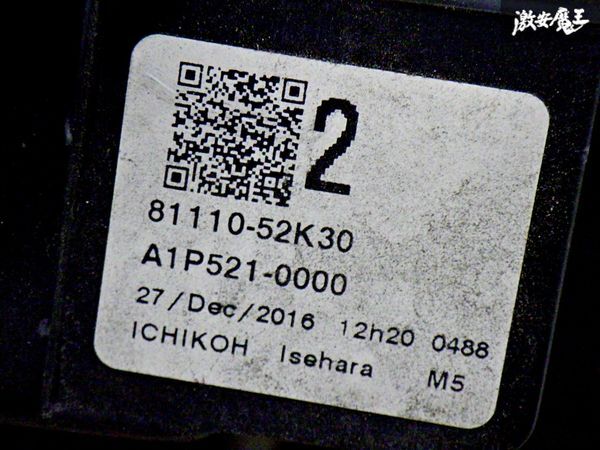 激安魔王
2
81110-52K30
A1P521-0000
27/Dec/2016 12h20 0488
ICHIKOH Isehara M5